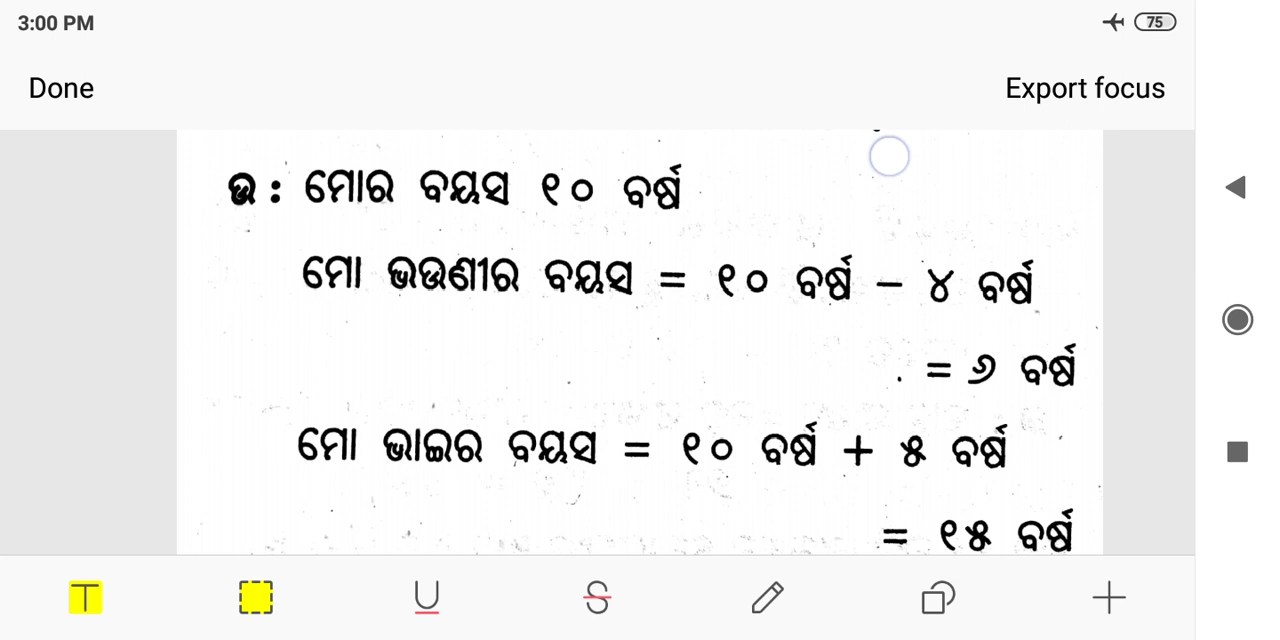 3:00 PM
75
Done
Export focus
ଉ : ମୋର ବୟସ ୧୦ ବର୍ଷ
ମୋ ଭଉଣୀର ବୟସ = ୧୦ ବର୍ଷ − ୪ ବର୍ଷ
= ୬ ବର୍ଷ
ମୋ ଭାଇର ବୟସ = ୧୦ ବର୍ଷ + ୫ ବର୍ଷ
= ୧୫ ବର୍ଷ